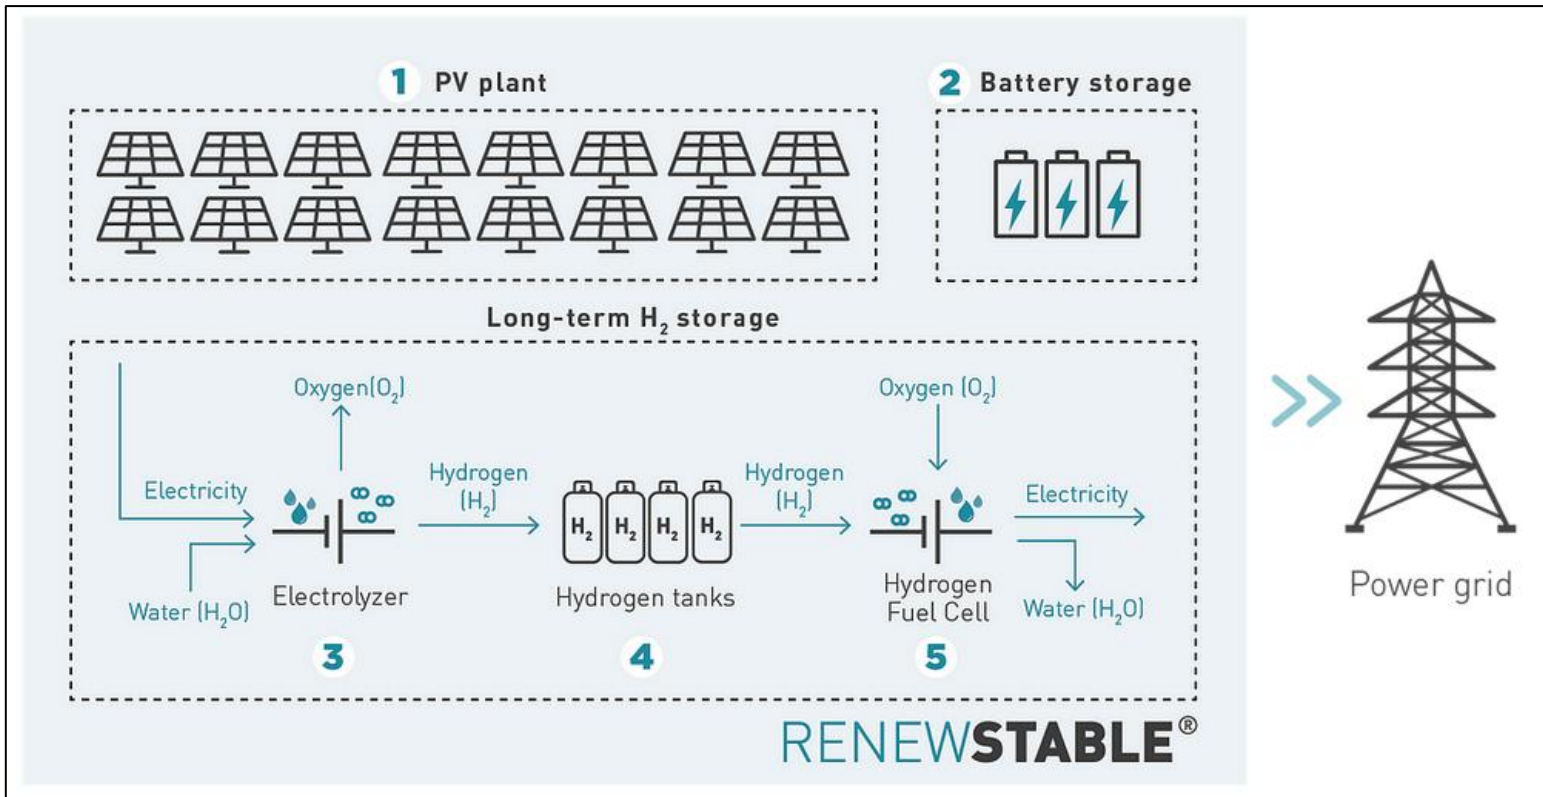 1 PV plant
2 Battery storage
Long-term H₂ storage
Oxygen(O₂)
Oxygen (O₂)
Electricity
Hydrogen
(H₂)
Hydrogen
(H₂)
Electricity
H₂ H₂ H₂ H₂
Water (H₂O)
Electrolyzer
Hydrogen tanks
Hydrogen
Fuel Cell
Water (H₂O)
3
4
5
RENEWSTABLE®
Power grid